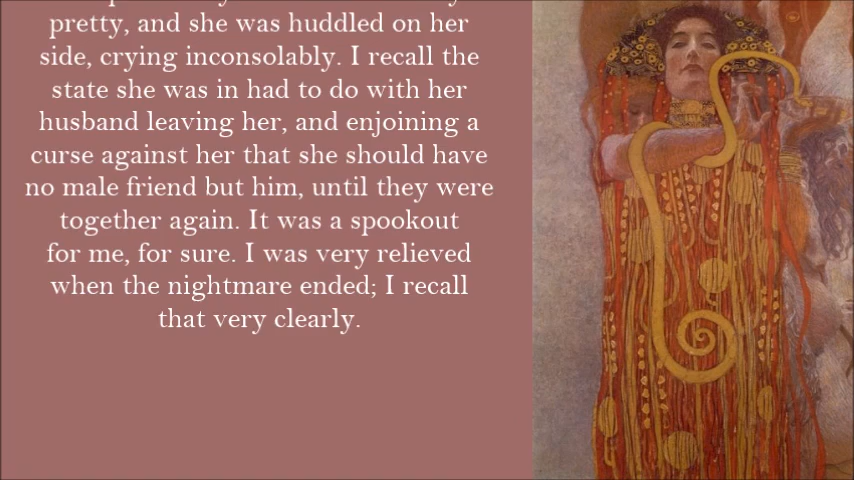 pretty, and she was huddled on her
side, crying inconsolably. I recall the
state she was in had to do with her
husband leaving her, and enjoining a
curse against her that she should have
no male friend but him, until they were
together again. It was a spookout
for me, for sure. I was very relieved
when the nightmare ended; I recall
that very clearly.